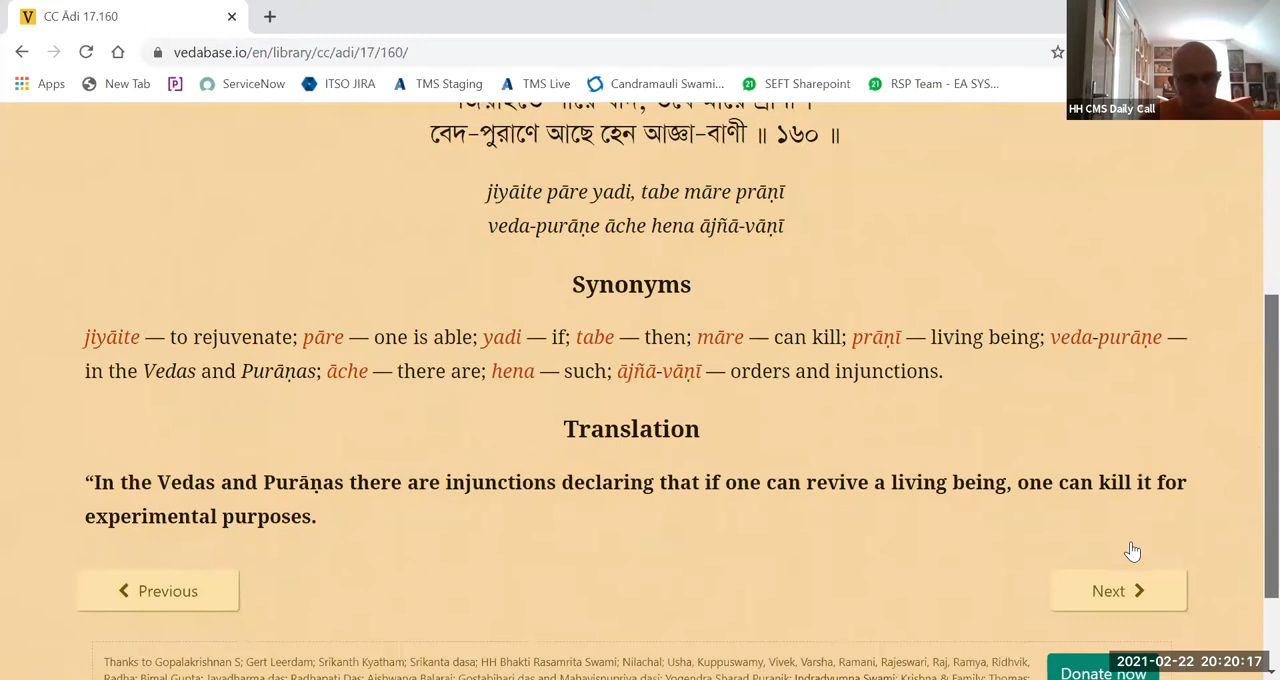 CC Ādi 17.160
vedabase.io/en/library/cc/adi/17/160/
Apps New Tab ServiceNow ITSO JIRA TMS Staging TMS Live Candramauli Swami... SEFT Sharepoint RSP Team - EA SYS...
HH CMS Daily Call
বেদ-পুরাণে আছে হেন আজ্ঞা-বাণী ॥ ১৬০ ॥
jiyāite pāre yadi, tabe māre prāṇī
veda-purāṇe āche hena ājñā-vāṇī
Synonyms
jiyāite — to rejuvenate; pāre — one is able; yadi — if; tabe — then; māre — can kill; prāṇī — living being; veda-purāṇe —
in the Vedas and Purāṇas; āche — there are; hena — such; ājñā-vāṇī — orders and injunctions.
Translation
“In the Vedas and Purāṇas there are injunctions declaring that if one can revive a living being, one can kill it for
experimental purposes.
Previous
Next
Thanks to Gopalakrishnan S; Gert Leerdam; Srikanth Kyatham; Srikanta dasa; HH Bhakti Rasamrita Swami; Nilachal; Usha, Kuppuswamy, Vivek, Varsha, Ramani, Rajeswari, Raj, Ramya, Ridhvik,
2021-02-22 20:20:17
Donate now